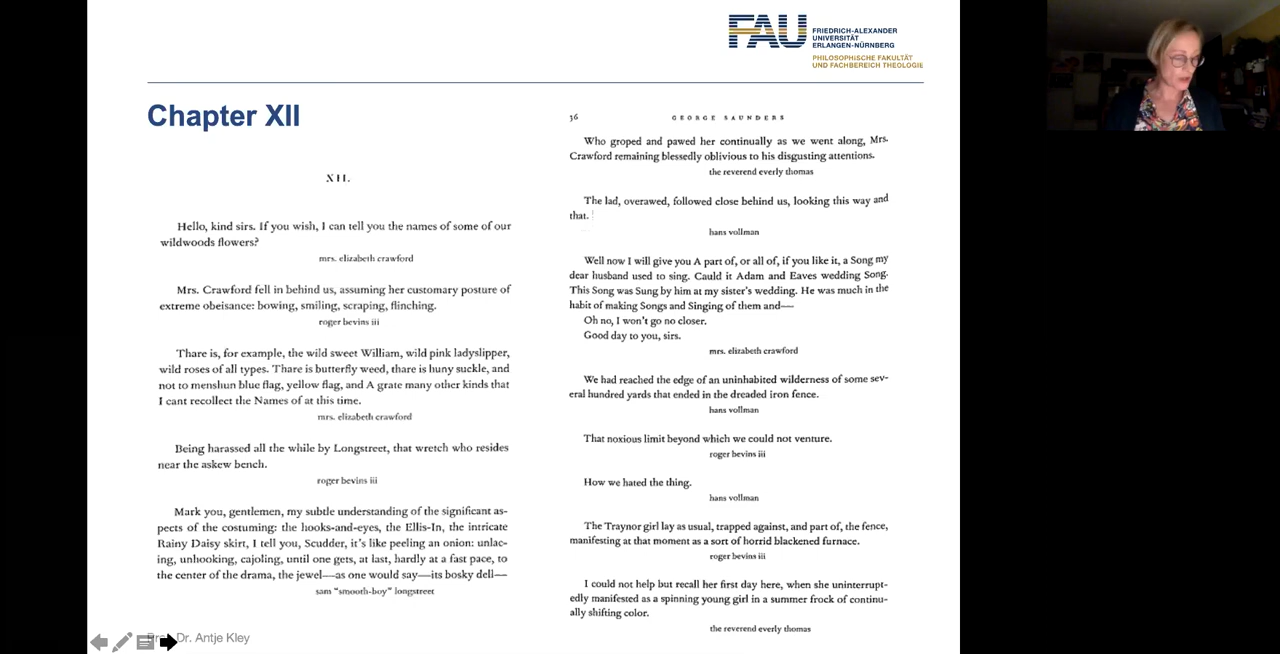 FAU
FRIEDRICH-ALEXANDER
UNIVERSITÄT
ERLANGEN-NÜRNBERG
PHILOSOPHISCHE FAKULTÄT
UND FACHBEREICH THEOLOGIE
Chapter XII
XII.
Hello, kind sirs. If you wish, I can tell you the names of some of our
wildwoods flowers?
mrs. elizabeth crawford
Mrs. Crawford fell in behind us, assuming her customary posture of
extreme obeisance: bowing, smiling, scraping, flinching.
roger bevins iii
Thare is, for example, the wild sweet William, wild pink ladyslipper,
wild roses of all types. Thare is butterfly weed, thare is huny suckle, and
not to menshun blue flag, yellow flag, and A grate many other kinds that
I cant recollect the Names of at this time.
mrs. elizabeth crawford
Being harassed all the while by Longstreet, that wretch who resides
near the askew bench.
roger bevins iii
Mark you, gentlemen, my subtle understanding of the significant as-
pects of the costuming: the hooks-and-eyes, the Ellis-In, the intricate
Rainy Daisy skirt, I tell you, Scudder, it's like peeling an onion: unlac-
ing, unhooking, cajoling, until one gets, at last, hardly at a fast pace, to
the center of the drama, the jewel—as one would say—its bosky dell—
sam "smooth-boy" longstreet
36 GEORGE SAUNDERS
Who groped and pawed her continually as we went along, Mrs.
Crawford remaining blessedly oblivious to his disgusting attentions.
the reverend everly thomas
The lad, overawed, followed close behind us, looking this way and
that.
hans vollman
Well now I will give you A part of, or all of, if you like it, a Song my
dear husband used to sing. Cauld it Adam and Eaves wedding Song.
This Song was Sung by him at my sister's wedding. He was much in the
habit of making Songs and Singing of them and—
Oh no, I won't go no closer.
Good day to you, sirs.
mrs. elizabeth crawford
We had reached the edge of an uninhabited wilderness of some sev-
eral hundred yards that ended in the dreaded iron fence.
hans vollman
That noxious limit beyond which we could not venture.
roger bevins iii
How we hated the thing.
hans vollman
The Traynor girl lay as usual, trapped against, and part of, the fence,
manifesting at that moment as a sort of horrid blackened furnace.
roger bevins iii
I could not help but recall her first day here, when she uninterrupt-
edly manifested as a spinning young girl in a summer frock of continu-
ally shifting color.
the reverend everly thomas
Dr. Antje Kley